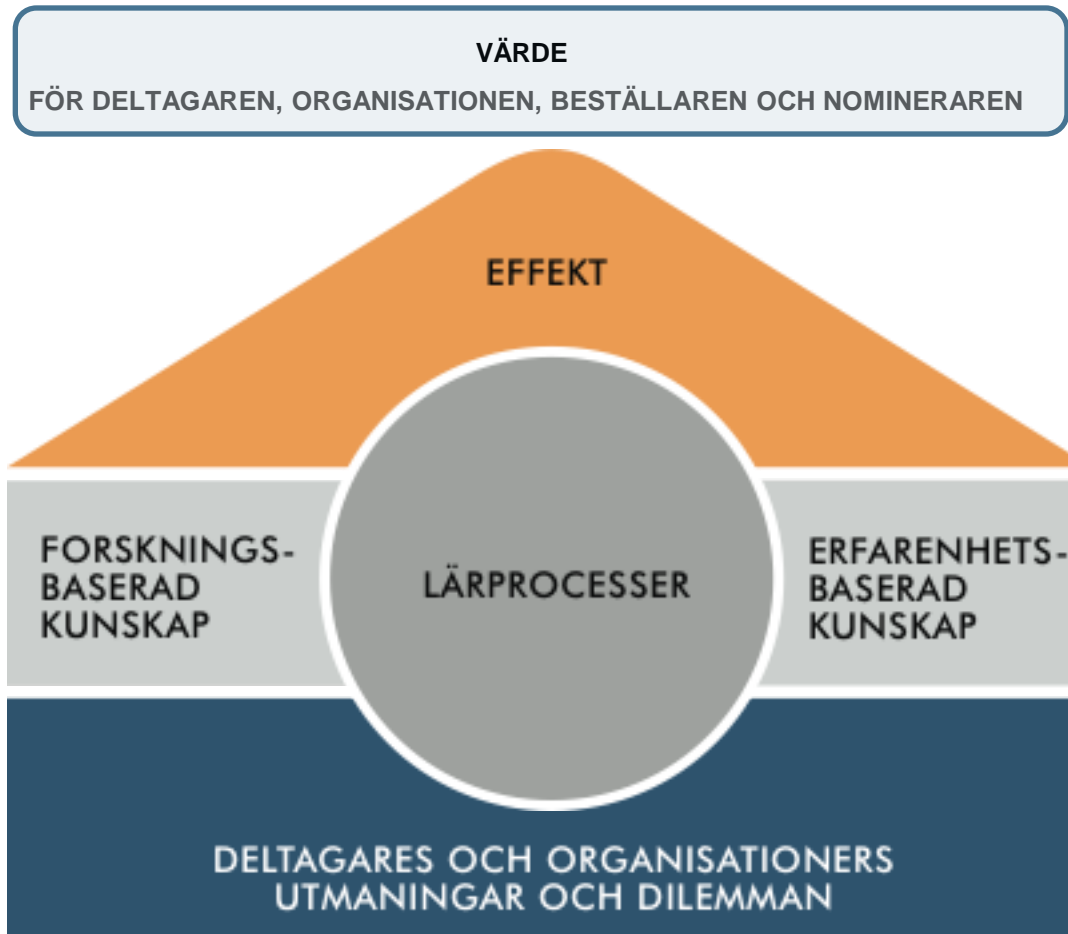 VÄRDE
FÖR DELTAGAREN, ORGANISATIONEN, BESTÄLLAREN OCH NOMINERAREN
EFFEKT
FORSKNINGS-
BASERAD
KUNSKAP
LÄRPROCESSER
ERFARENHETS-
BASERAD
KUNSKAP
DELTAGARES OCH ORGANISATIONERS
UTMANINGAR OCH DILEMMAN